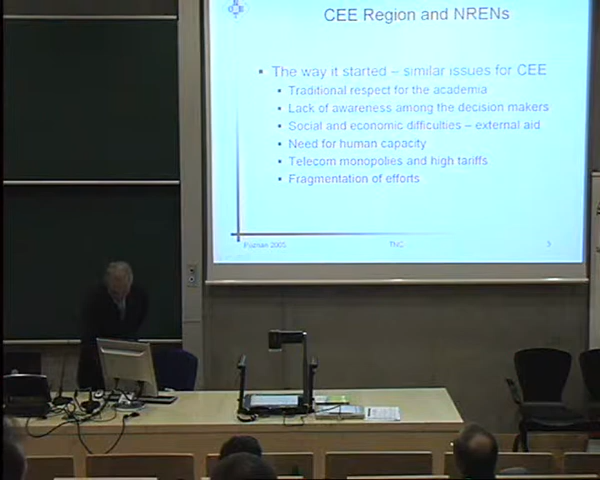 CEE Region and NRENs
▪ The way it started – similar issues for CEE
▪ Traditional respect for the academia
▪ Lack of awareness among the decision makers
▪ Social and economic difficulties – external aid
▪ Need for human capacity
▪ Telecom monopolies and high tariffs
▪ Fragmentation of efforts
Poznan 2005 TNC 3